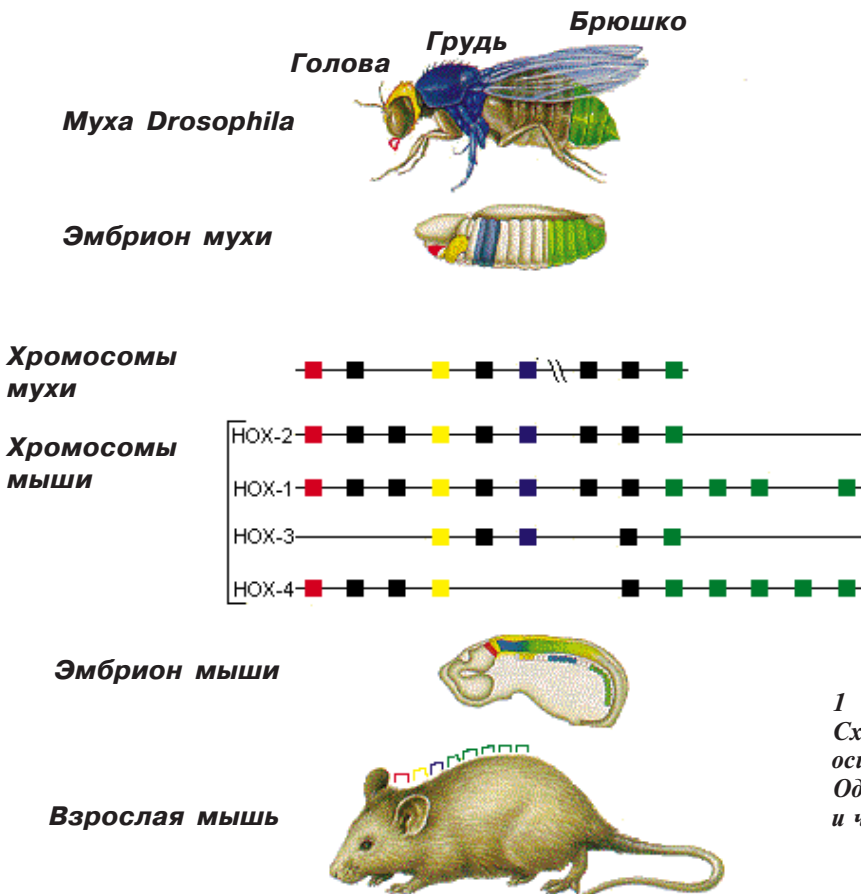 Брюшко
Грудь
Голова
Муха Drosophila
Эмбрион мухи
Хромосомы
мухи
Хромосомы
мыши
HOX-2
HOX-1
HOX-3
HOX-4
Эмбрион мыши
Взрослая мышь
1